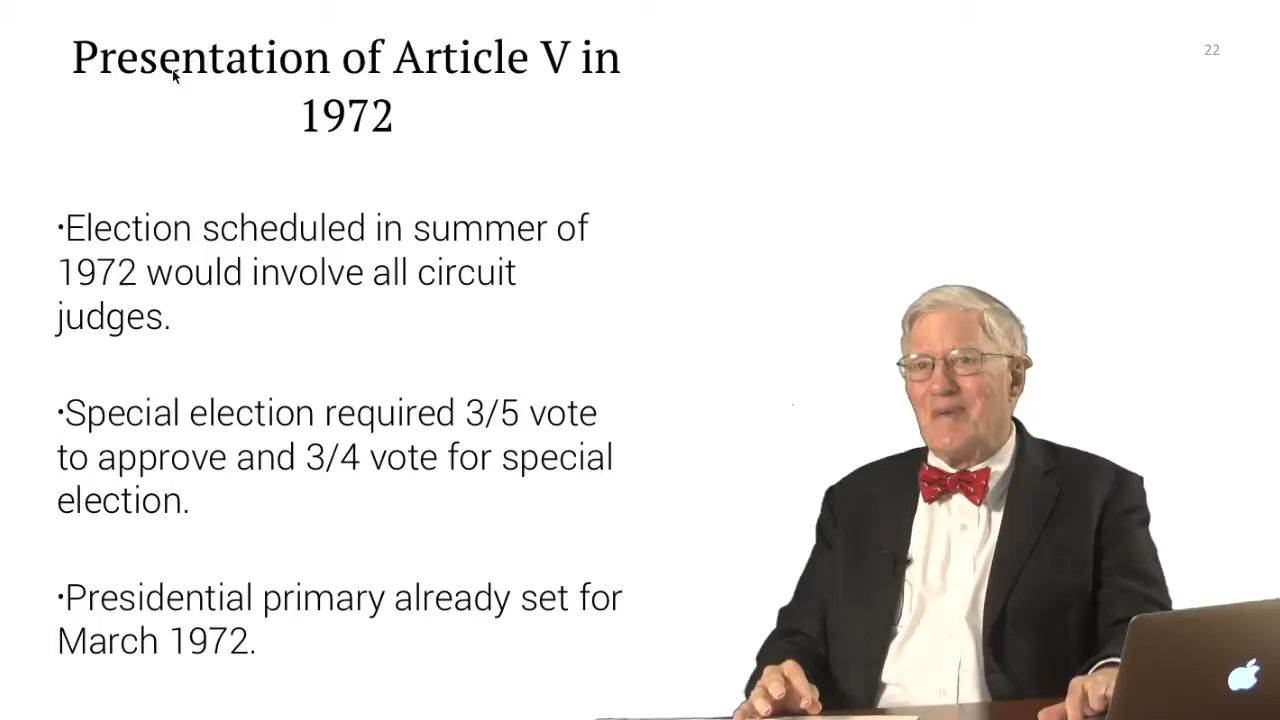 Presentation of Article V in
1972
22
·Election scheduled in summer of
1972 would involve all circuit
judges.
·Special election required 3/5 vote
to approve and 3/4 vote for special
election.
·Presidential primary already set for
March 1972.